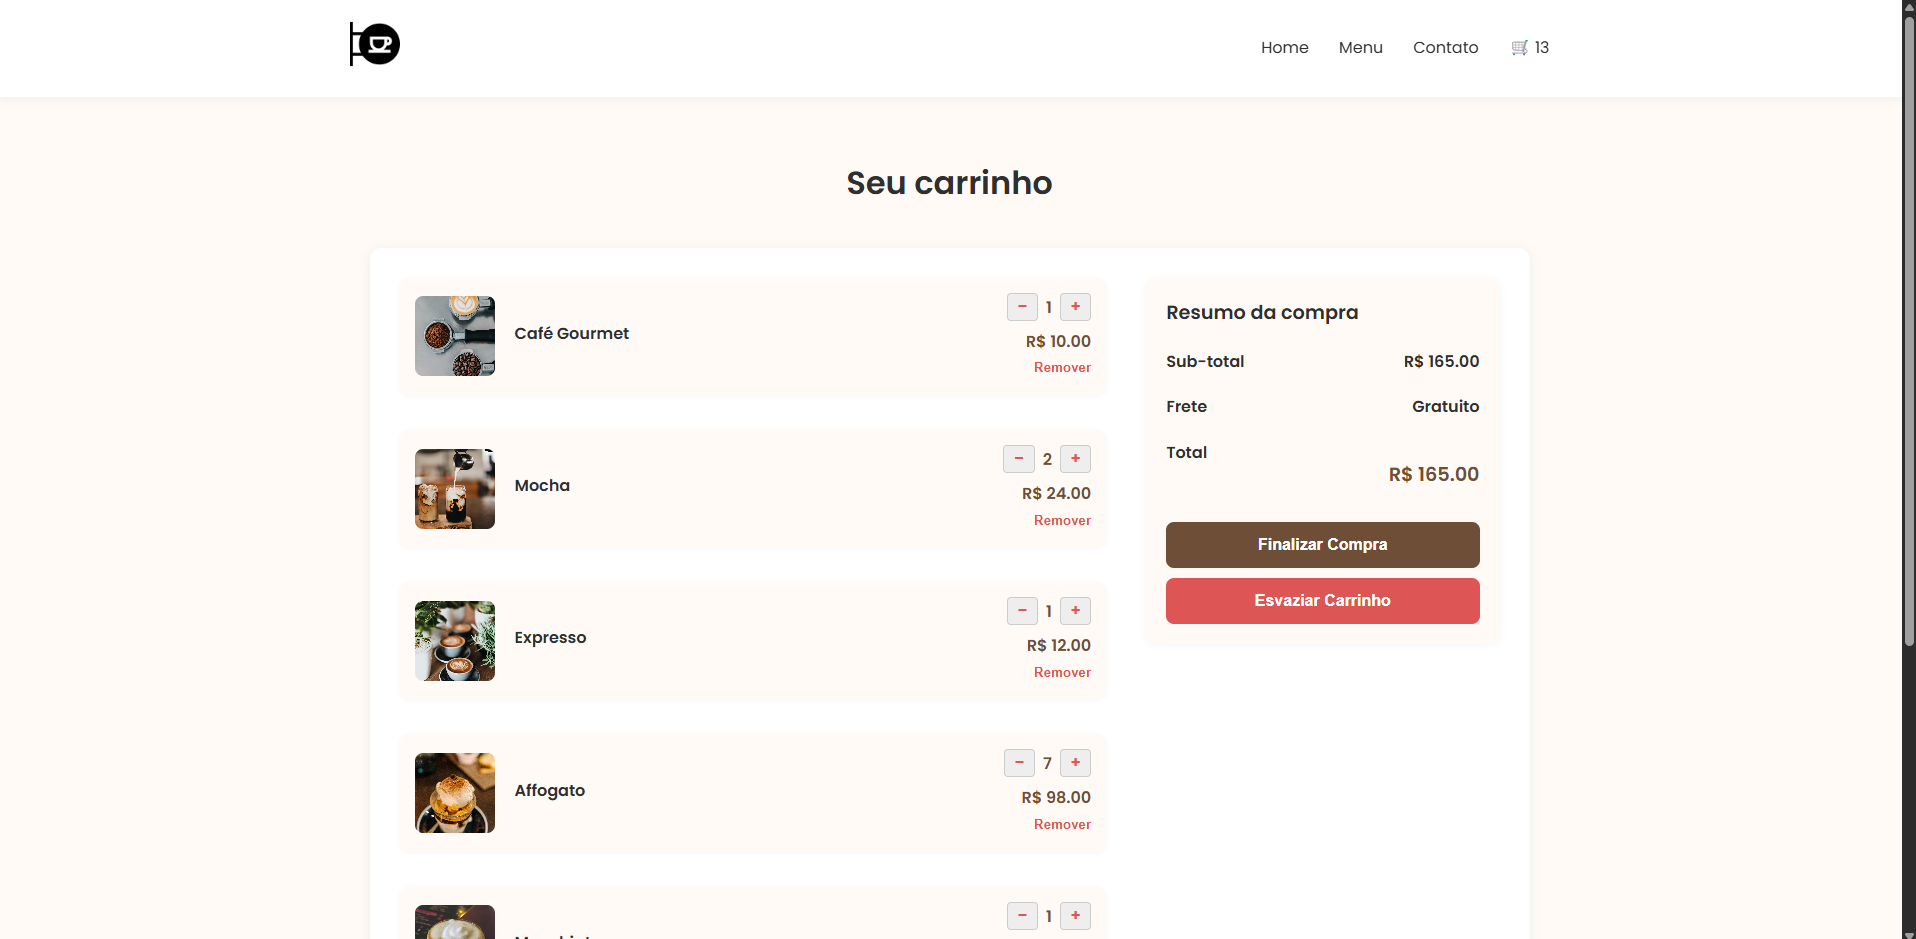 Home Menu Contato 🛒 13
Seu carrinho
Café Gourmet
− 1 +
R$ 10.00
Remover
Mocha
− 2 +
R$ 24.00
Remover
Expresso
− 1 +
R$ 12.00
Remover
Affogato
− 7 +
R$ 98.00
Remover
− 1 +
Resumo da compra
Sub-total R$ 165.00
Frete Gratuito
Total
R$ 165.00
Finalizar Compra
Esvaziar Carrinho